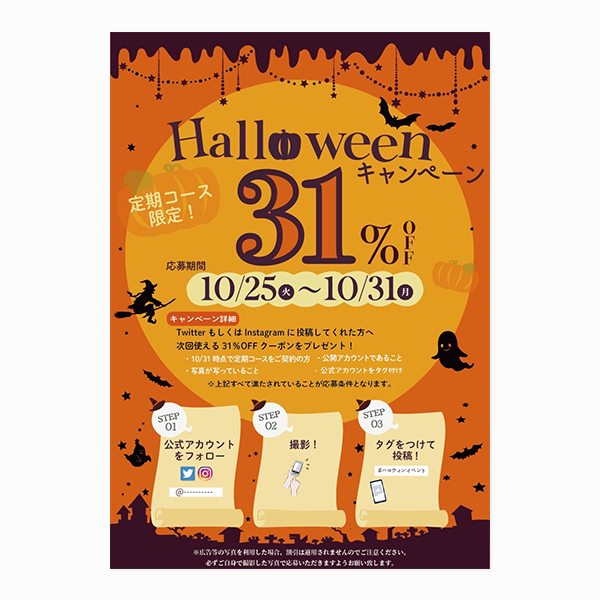 Halloween
キャンペーン
定期コース
限定！
31%OFF
応募期間
10/25火～10/31月
キャンペーン詳細
Twitter もしくは Instagram に投稿してくれた方へ
次回使える 31%OFF クーポンをプレゼント！
・10/31 時点で定期コースをご契約の方 ・公開アカウントであること
・写真が写っていること ・公式アカウントをタグ付け
※上記すべて満たされていることが応募条件となります。
STEP
01
公式アカウント
をフォロー
@----------
STEP
02
撮影！
STEP
03
タグをつけて
投稿！
#ハロウィンイベント
※広告等の写真を利用した場合、割引は適用されませんのでご注意ください。
必ずご自身で撮影した写真で応募いただきますようお願い致します。